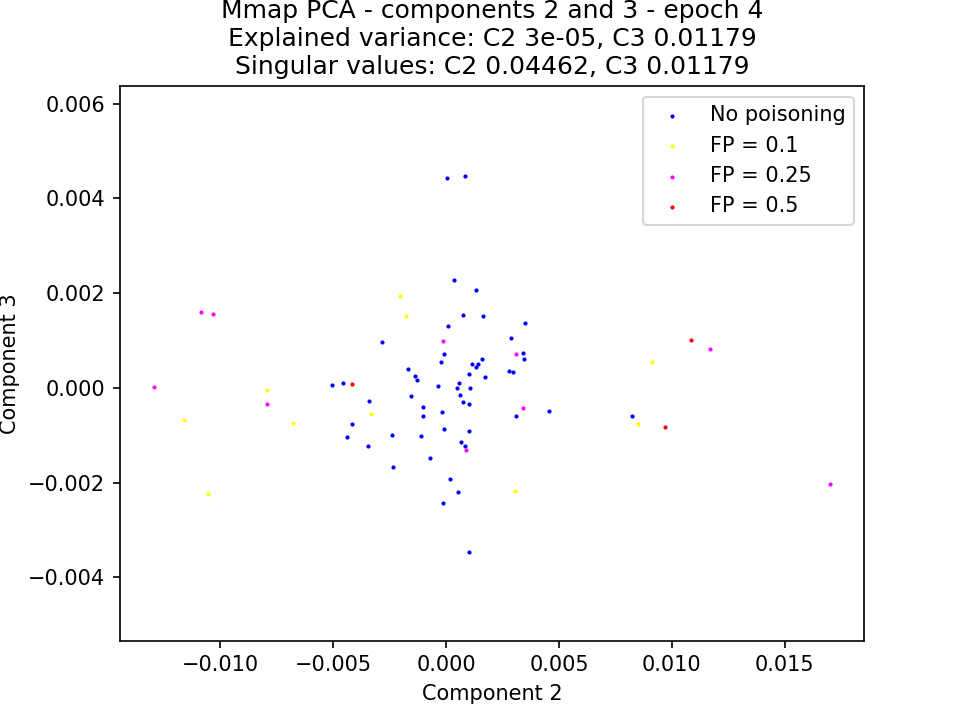 Mmap PCA - components 2 and 3 - epoch 4
Explained variance: C2 3e-05, C3 0.01179
Singular values: C2 0.04462, C3 0.01179
No poisoning
FP = 0.1
FP = 0.25
FP = 0.5
0.006
0.004
0.002
0.000
−0.002
−0.004
Component 3
−0.010
−0.005
0.000
0.005
0.010
0.015
Component 2